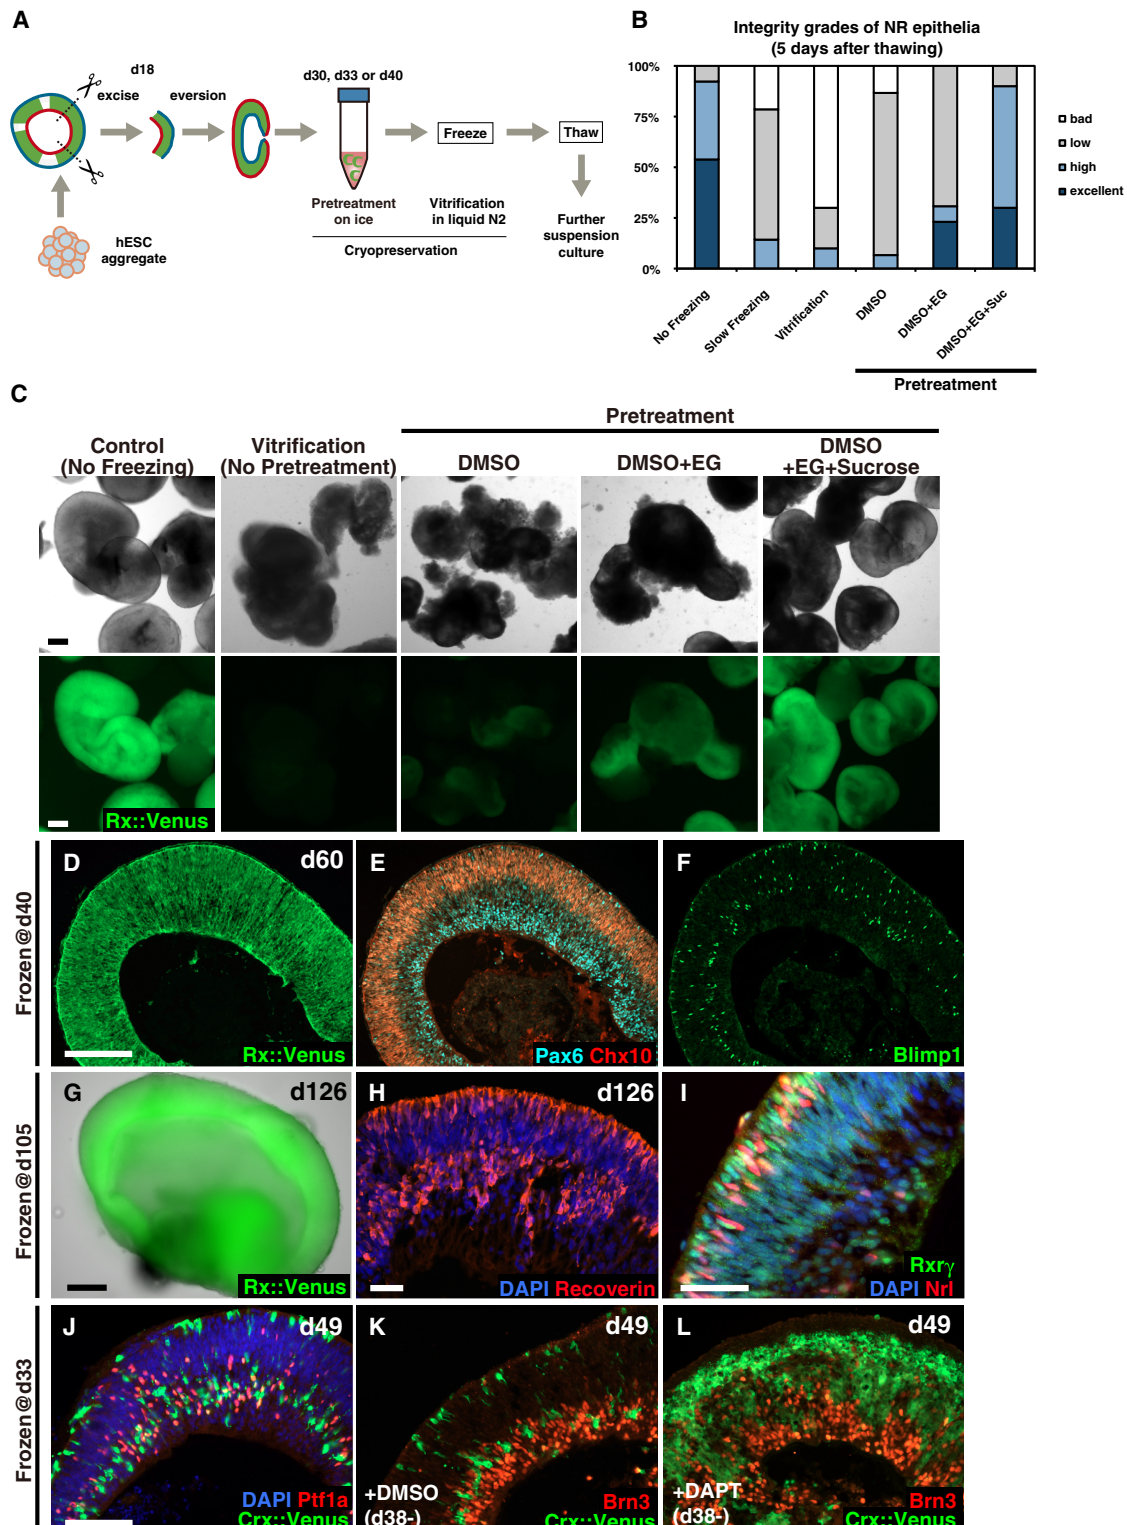 A
d18
excise
eversion
hESC
aggregate
d30, d33 or d40
Pretreatment
on ice
Freeze
Vitrification
in liquid N2
Cryopreservation
Thaw
Further
suspension
culture
B
Integrity grades of NR epithelia
(5 days after thawing)
100%
75%
50%
25%
0%
bad
low
high
excellent
No Freezing
Slow Freezing
Vitrification
DMSO
DMSO+EG
DMSO+EG+Suc
Pretreatment
C
Pretreatment
Control
(No Freezing)
Vitrification
(No Pretreatment)
DMSO
DMSO+EG
DMSO
+EG+Sucrose
Rx::Venus
Frozen@d40
D
d60
Rx::Venus
E
Pax6 Chx10
F
Blimp1
Frozen@d105
G
d126
Rx::Venus
H
d126
DAPI Recoverin
I
Rxrγ
DAPI Nrl
Frozen@d33
J
d49
DAPI Ptf1a
Crx::Venus
K
d49
+DMSO
(d38-)
Brn3
Crx::Venus
L
d49
+DAPT
(d38-)
Brn3
Crx::Venus